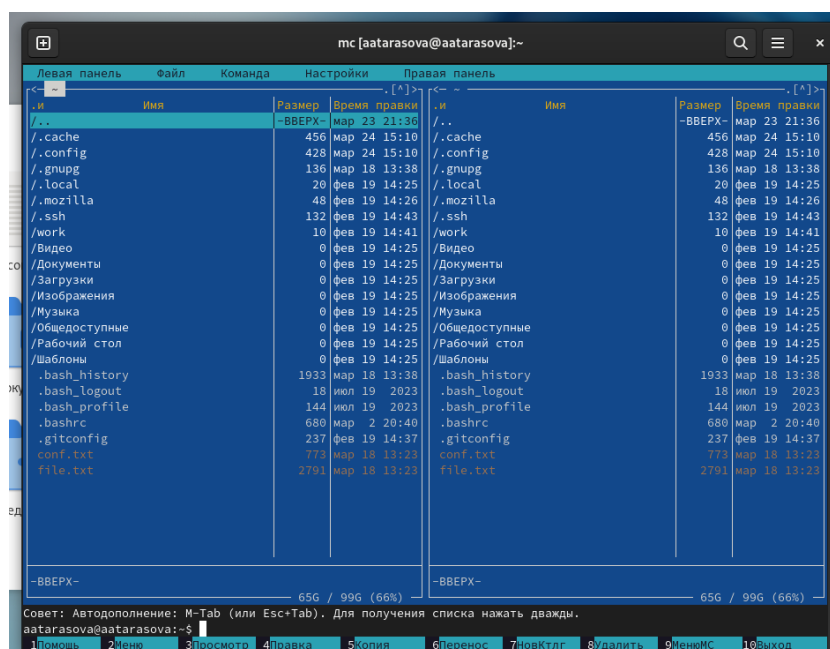 mc [aatarasova@aatarasova]:~
Левая панель Файл Команда Настройки Правая панель
<─ ~ ─.[^]> <─ ~ ─.[^]>
.и Имя Размер Время правки .и Имя Размер Время правки
/.. -ВВЕРХ- мар 23 21:36 /.. -ВВЕРХ- мар 23 21:36
/.cache 456 мар 24 15:10 /.cache 456 мар 24 15:10
/.config 428 мар 24 15:10 /.config 428 мар 24 15:10
/.gnupg 136 мар 18 13:38 /.gnupg 136 мар 18 13:38
/.local 20 фев 19 14:25 /.local 20 фев 19 14:25
/.mozilla 48 фев 19 14:26 /.mozilla 48 фев 19 14:26
/.ssh 132 фев 19 14:43 /.ssh 132 фев 19 14:43
/work 10 фев 19 14:41 /work 10 фев 19 14:41
/Видео 0 фев 19 14:25 /Видео 0 фев 19 14:25
/Документы 0 фев 19 14:25 /Документы 0 фев 19 14:25
/Загрузки 0 фев 19 14:25 /Загрузки 0 фев 19 14:25
/Изображения 0 фев 19 14:25 /Изображения 0 фев 19 14:25
/Музыка 0 фев 19 14:25 /Музыка 0 фев 19 14:25
/Общедоступные 0 фев 19 14:25 /Общедоступные 0 фев 19 14:25
/Рабочий стол 0 фев 19 14:25 /Рабочий стол 0 фев 19 14:25
/Шаблоны 0 фев 19 14:25 /Шаблоны 0 фев 19 14:25
.bash_history 1933 мар 18 13:38 .bash_history 1933 мар 18 13:38
.bash_logout 18 июл 19 2023 .bash_logout 18 июл 19 2023
.bash_profile 144 июл 19 2023 .bash_profile 144 июл 19 2023
.bashrc 680 мар 2 20:40 .bashrc 680 мар 2 20:40
.gitconfig 237 фев 19 14:37 .gitconfig 237 фев 19 14:37
conf.txt 773 мар 18 13:23 conf.txt 773 мар 18 13:23
file.txt 2791 мар 18 13:23 file.txt 2791 мар 18 13:23
-ВВЕРХ- -ВВЕРХ-
65G / 99G (66%) 65G / 99G (66%)
Совет: Автодополнение: M-Tab (или Esc+Tab). Для получения списка нажать дважды.
aatarasova@aatarasova:~$
1Помощь 2Меню 3Просмотр 4Правка 5Копия 6Перенос 7НовКтлг 8Удалить 9МенюMC 10Выход